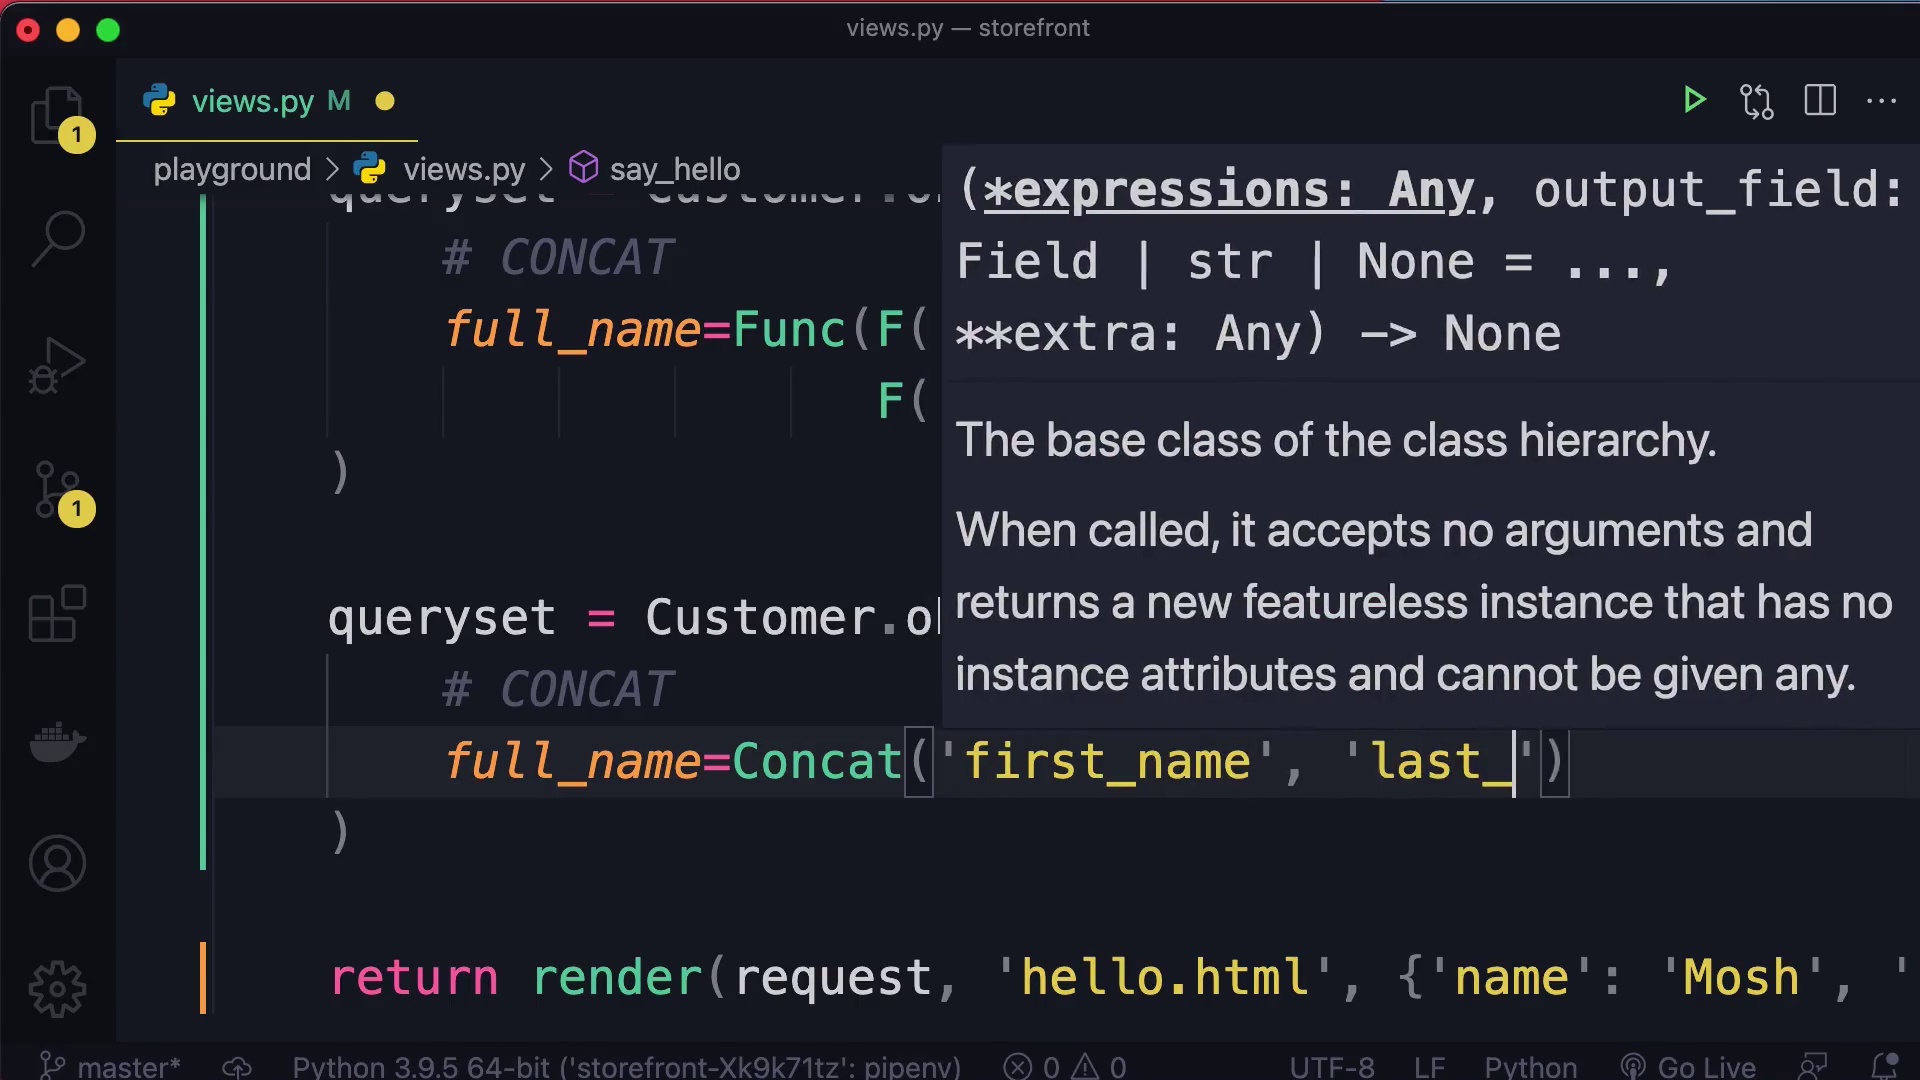 views.py — storefront
views.py M
playground > views.py > say_hello
queryset = Customer.o
# CONCAT
full_name=Func(F(
F(
)
(*expressions: Any, output_field:
Field | str | None = ...,
**extra: Any) -> None
The base class of the class hierarchy.
When called, it accepts no arguments and
returns a new featureless instance that has no
instance attributes and cannot be given any.
1
1
queryset = Customer.o
# CONCAT
full_name=Concat('first_name', 'last_')
)
return render(request, 'hello.html', {'name': 'Mosh', '
master* Python 3.9.5 64-bit ('storefront-Xk9k71tz': pipenv) 0 0 UTF-8 LF Python Go Live